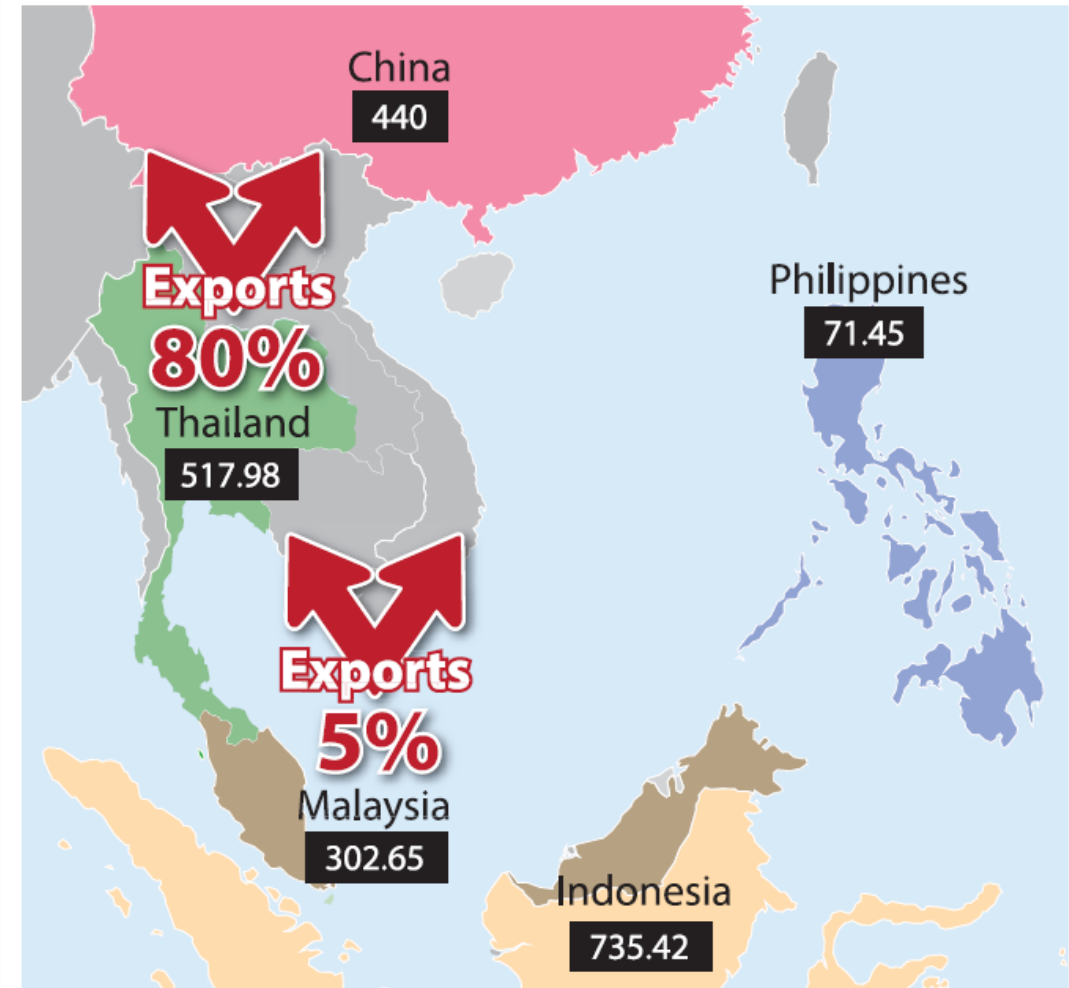 China
440
Philippines
71.45
Exports
80%
Thailand
517.98
Exports
5%
Malaysia
302.65
Indonesia
735.42